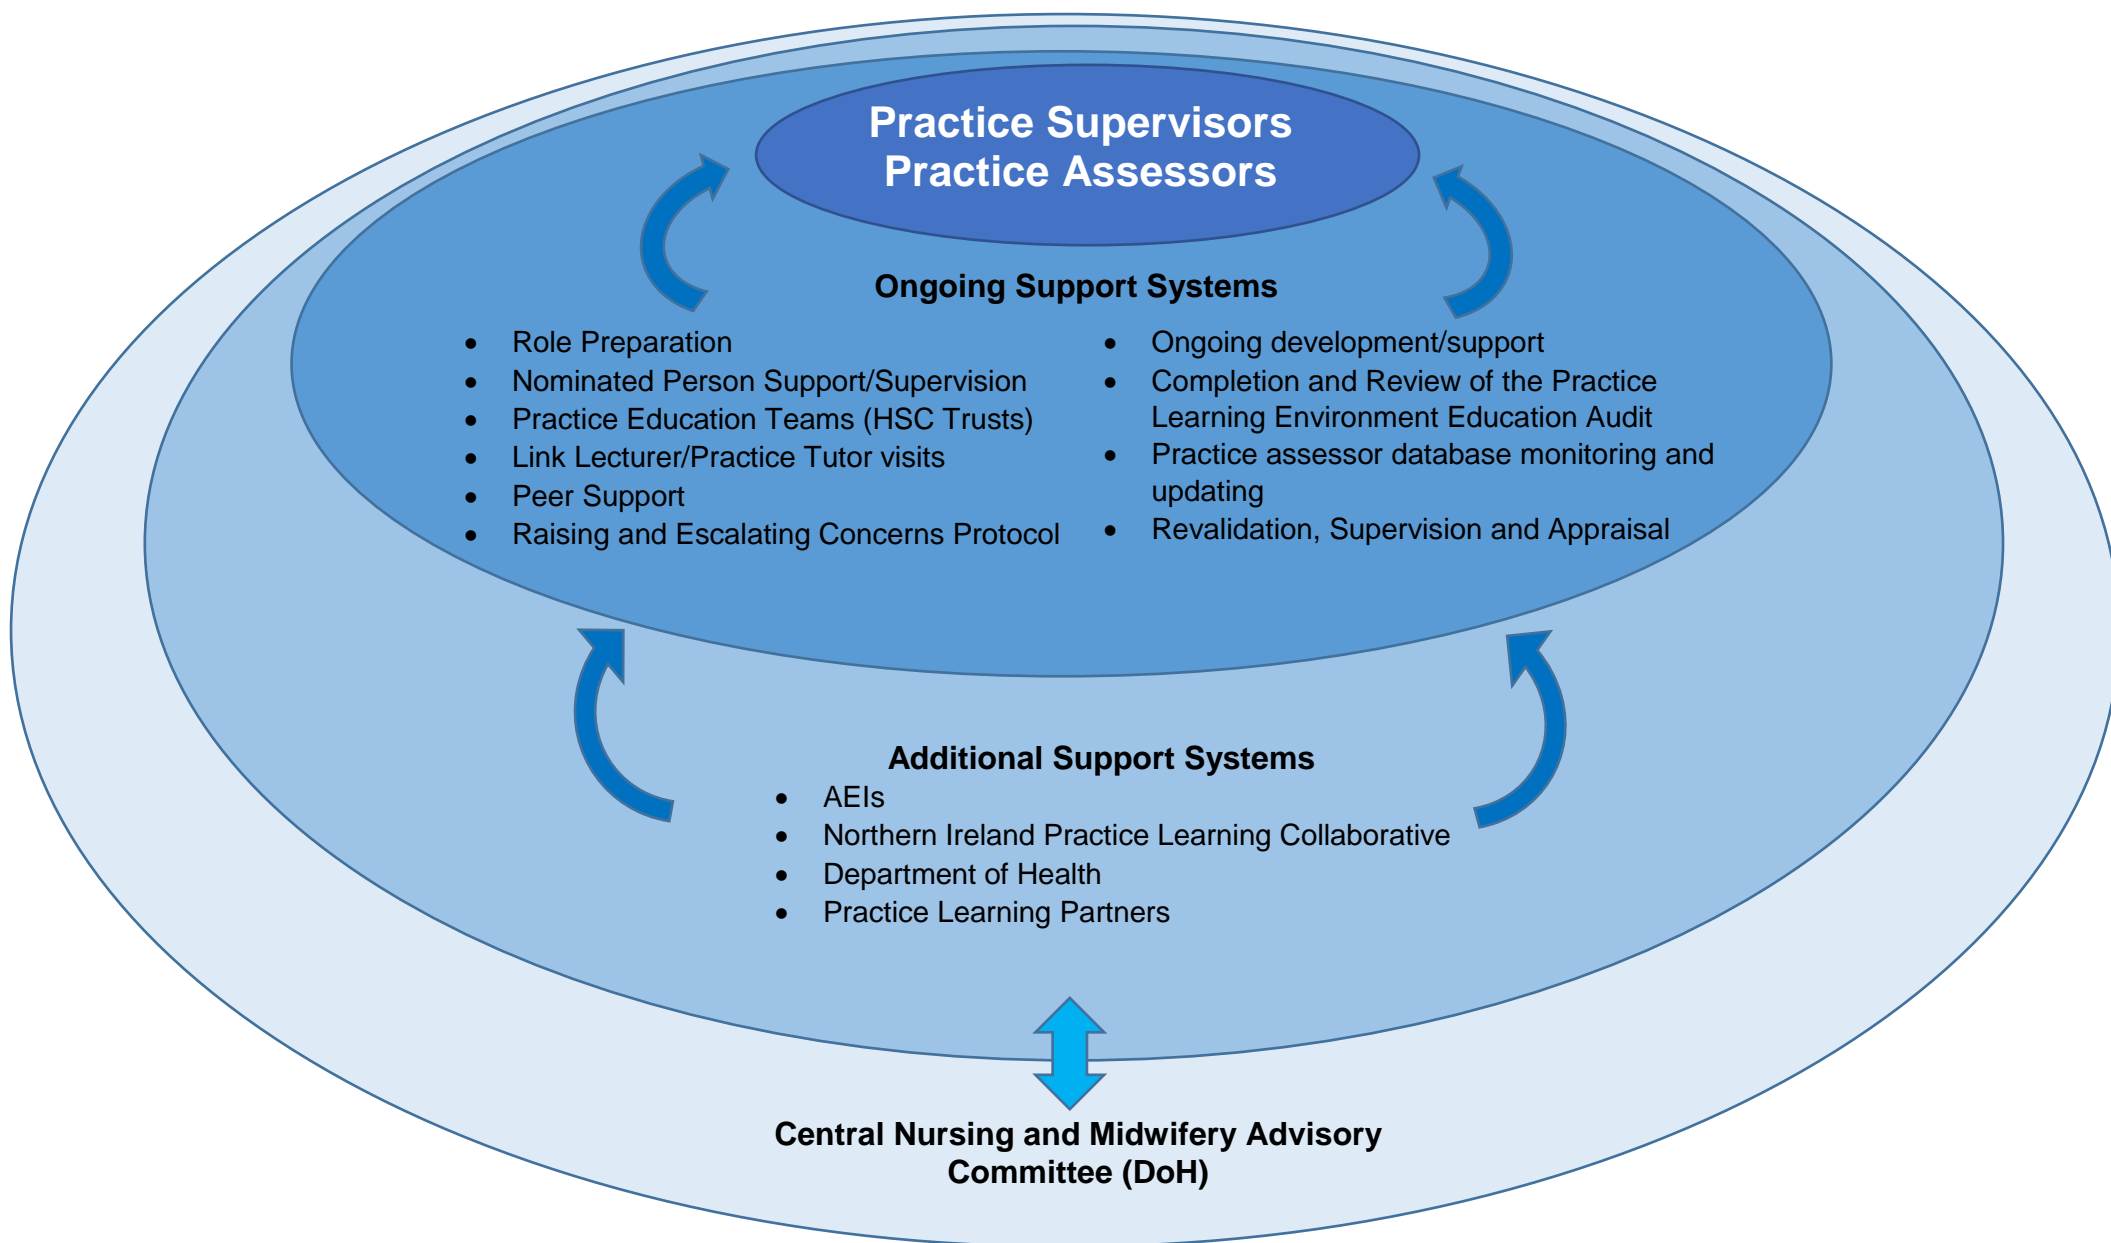 Practice Supervisors
Practice Assessors
Ongoing Support Systems
• Role Preparation
• Nominated Person Support/Supervision
• Practice Education Teams (HSC Trusts)
• Link Lecturer/Practice Tutor visits
• Peer Support
• Raising and Escalating Concerns Protocol
• Ongoing development/support
• Completion and Review of the Practice
Learning Environment Education Audit
• Practice assessor database monitoring and
updating
• Revalidation, Supervision and Appraisal
Additional Support Systems
• AEIs
• Northern Ireland Practice Learning Collaborative
• Department of Health
• Practice Learning Partners
Central Nursing and Midwifery Advisory
Committee (DoH)